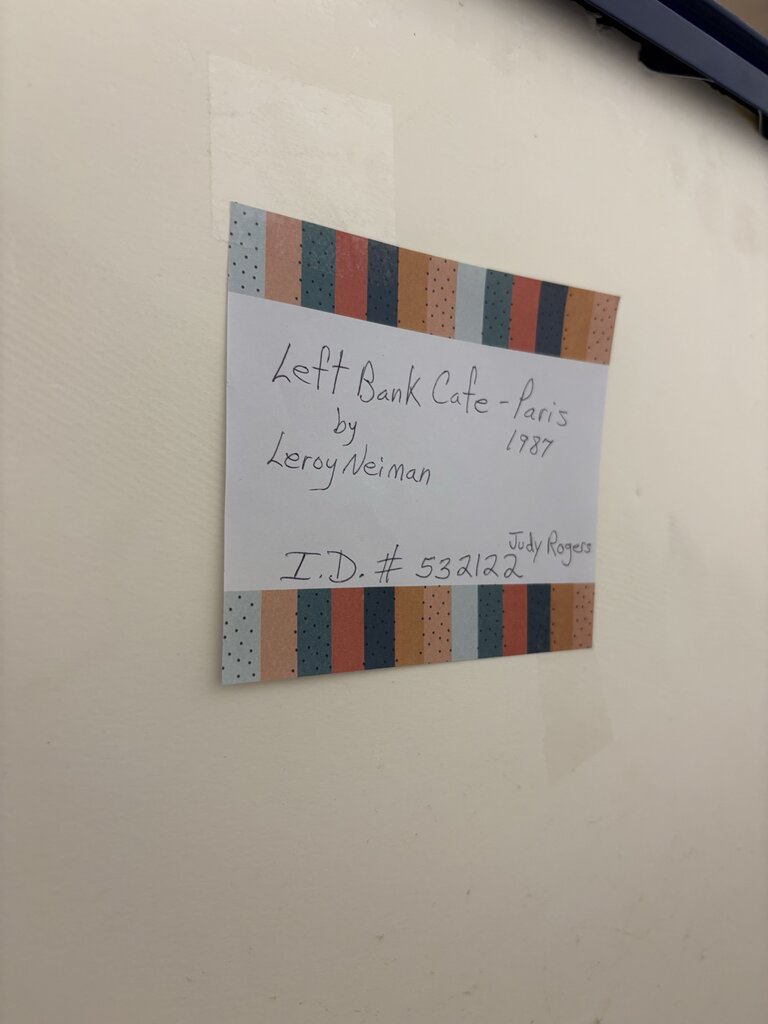 Left Bank Cafe - Paris
by 1987
Leroy Neiman
Judy Rogers
I.D. # 532122